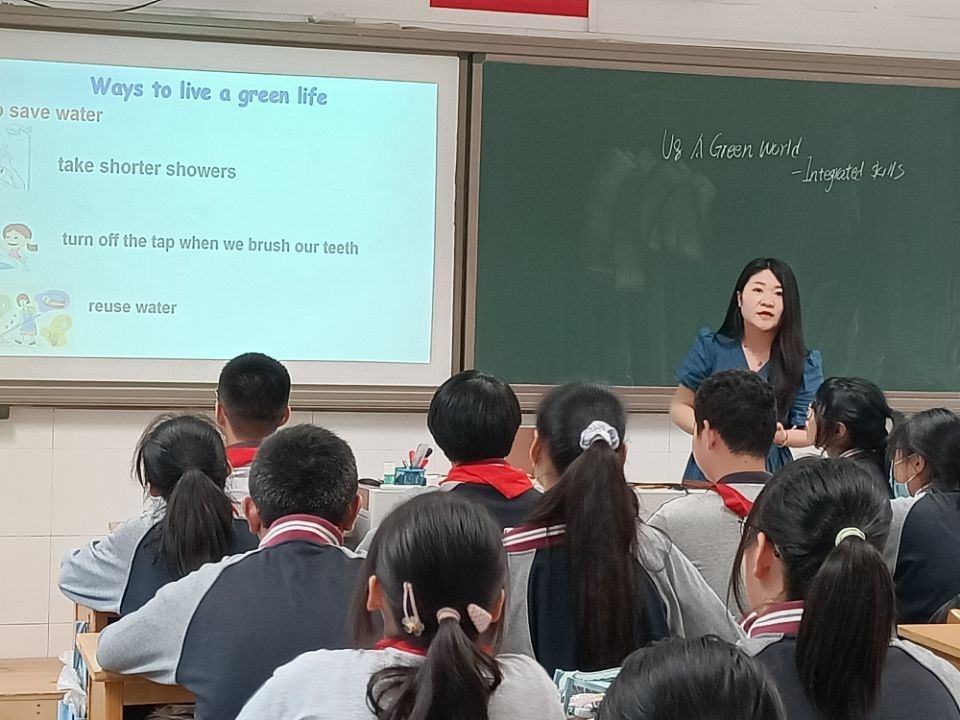 Ways to live a green life
save water
take shorter showers
turn off the tap when we brush our teeth
reuse water
U8 A Green World
-Integrated skills